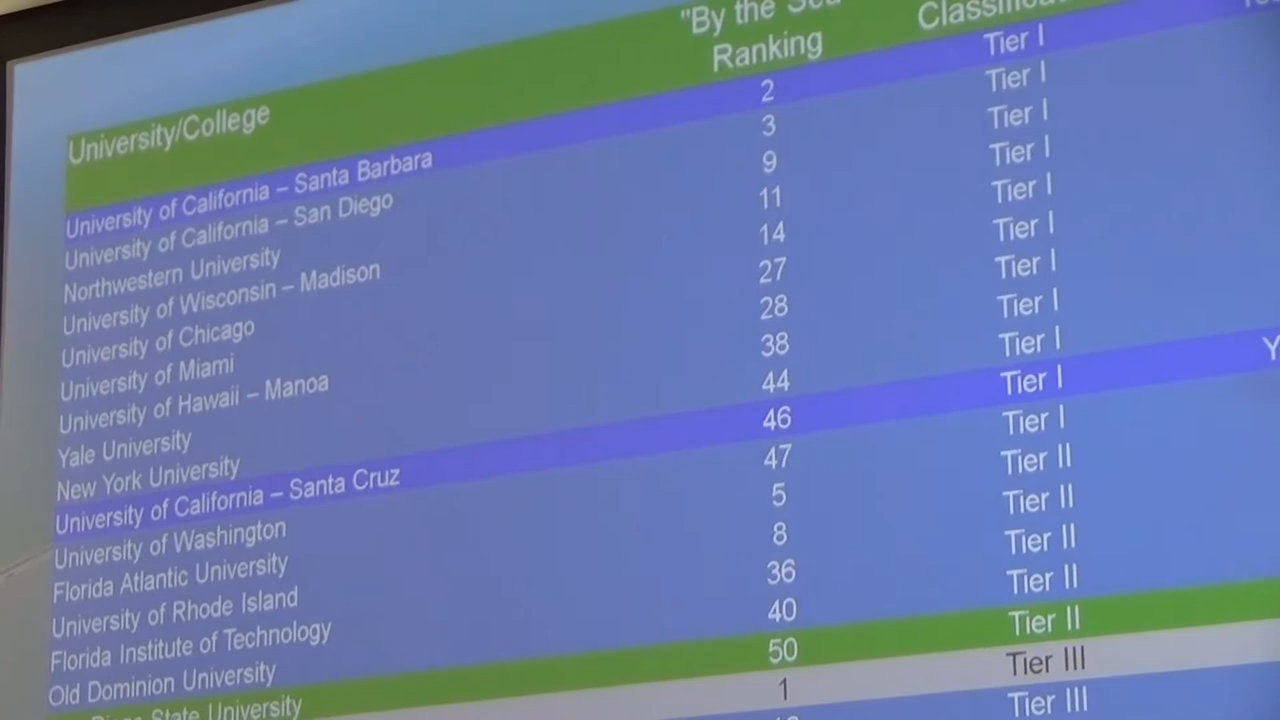 "By the
Ranking
University/College
University of California – Santa Barbara 2 Tier I
University of California – San Diego 3 Tier I
Northwestern University 9 Tier I
University of Wisconsin – Madison 11 Tier I
University of Chicago 14 Tier I
University of Miami 27 Tier I
University of Hawaii – Manoa 28 Tier I
Yale University 38 Tier I
New York University 44 Tier I
University of California – Santa Cruz 46 Tier I Y
University of Washington 47 Tier I
Florida Atlantic University 5 Tier II
University of Rhode Island 8 Tier II
Florida Institute of Technology 36 Tier II
Old Dominion University 40 Tier II
State University 50 Tier II
1 Tier III
Tier III